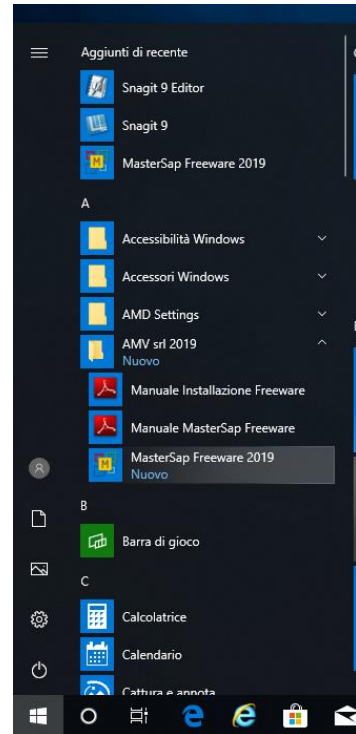 Aggiunti di recente
Snagit 9 Editor
Snagit 9
MasterSap Freeware 2019
A
Accessibilità Windows
Accessori Windows
AMD Settings
AMV srl 2019
Nuovo
Manuale Installazione Freeware
Manuale MasterSap Freeware
MasterSap Freeware 2019
Nuovo
B
Barra di gioco
C
Calcolatrice
Calendario
Cattura e annota